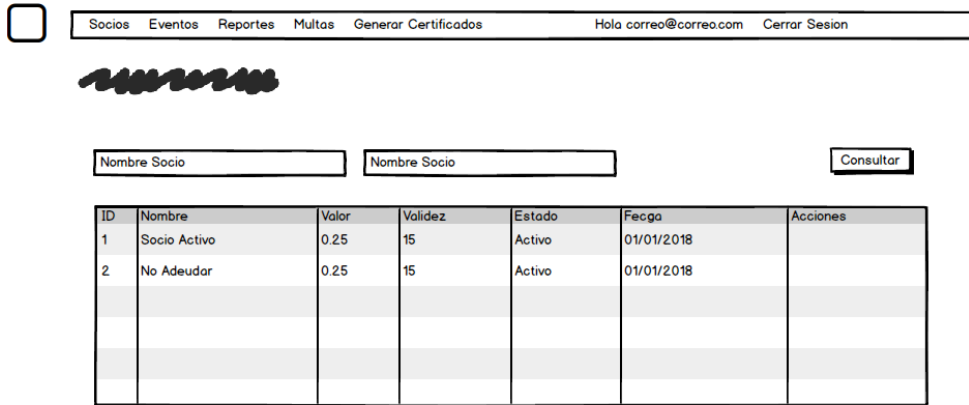 Socios Eventos Reportes Multas Generar Certificados Hola correo@correo.com Cerrar Sesion
Nombre Socio Nombre Socio Consultar
ID Nombre Valor Validez Estado Fecga Acciones
1 Socio Activo 0.25 15 Activo 01/01/2018
2 No Adeudar 0.25 15 Activo 01/01/2018